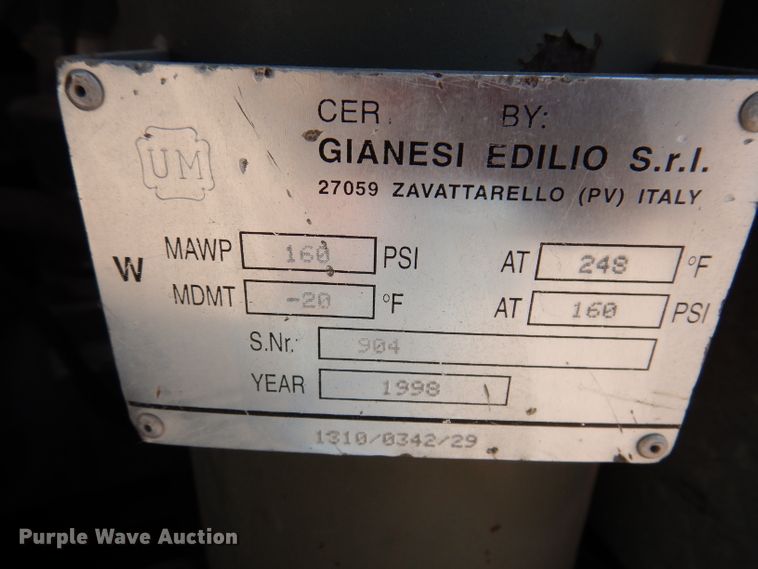 UM
CER BY:
GIANESI EDILIO S.r.l.
27059 ZAVATTARELLO (PV) ITALY
W
MAWP 160 PSI AT 248 °F
MDMT -20 °F AT 160 PSI
S.Nr. 904
YEAR 1998
1310/0342/29
Purple Wave Auction